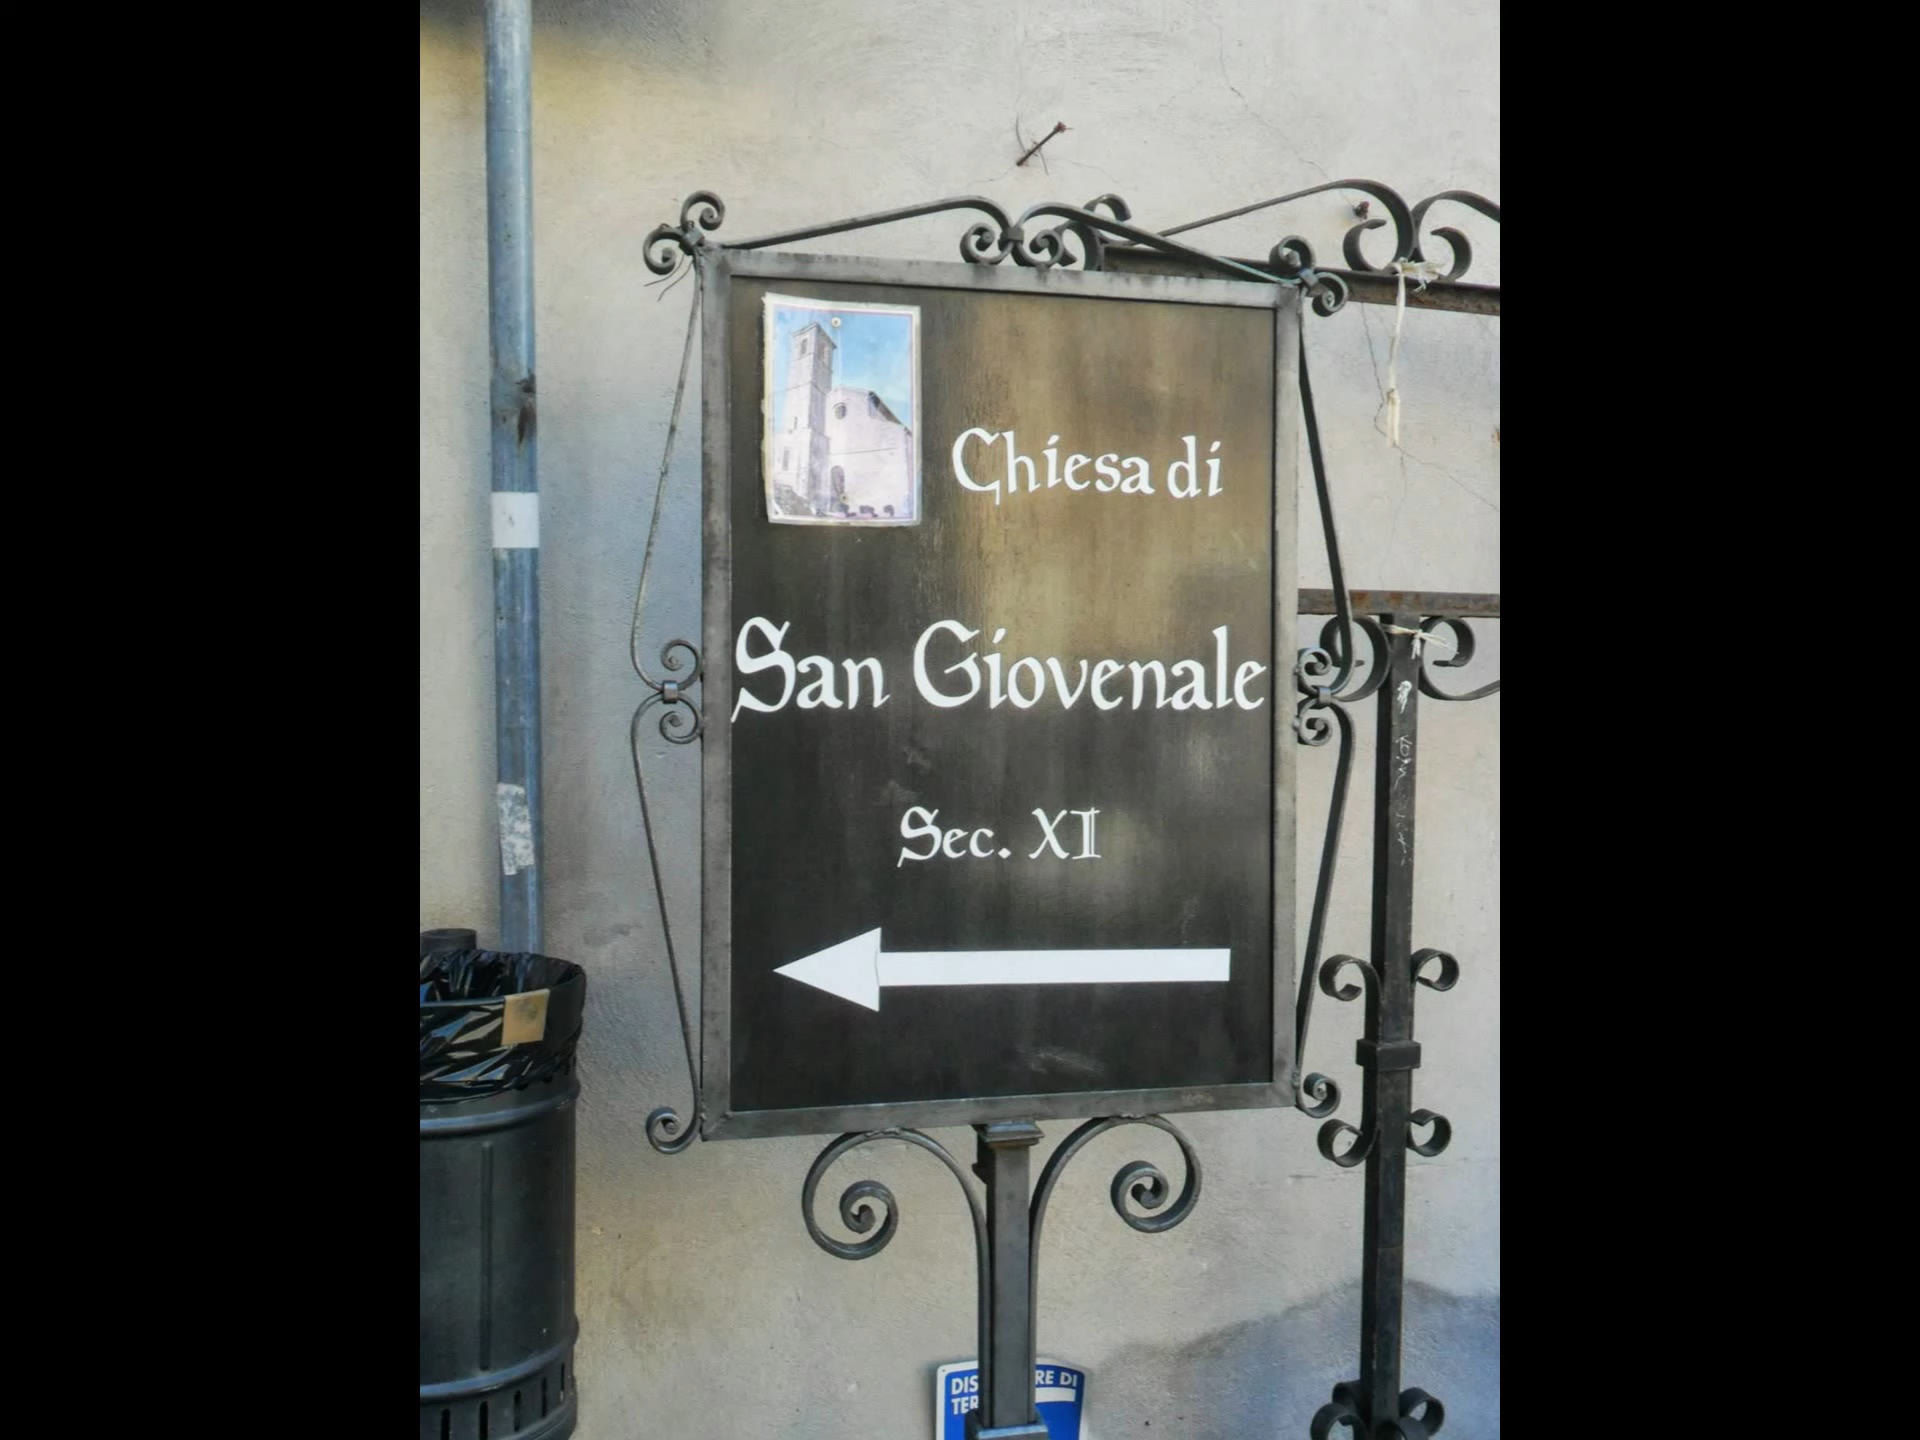 Chiesa di
San Giovenale
Sec. XI
DIS RE DI
TER